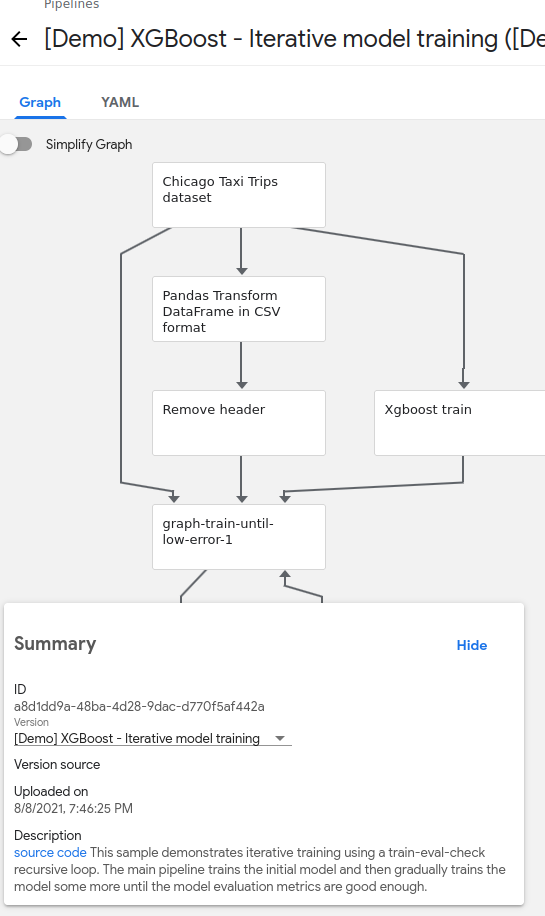 Pipelines
[Demo] XGBoost - Iterative model training ([De
Graph
YAML
Simplify Graph
Chicago Taxi Trips
dataset
Pandas Transform
DataFrame in CSV
format
Remove header
Xgboost train
graph-train-until-
low-error-1
Summary
Hide
ID
a8d1dd9a-48ba-4d28-9dac-d770f5af442a
Version
[Demo] XGBoost - Iterative model training
Version source
Uploaded on
8/8/2021, 7:46:25 PM
Description
source code This sample demonstrates iterative training using a train-eval-check
recursive loop. The main pipeline trains the initial model and then gradually trains the
model some more until the model evaluation metrics are good enough.